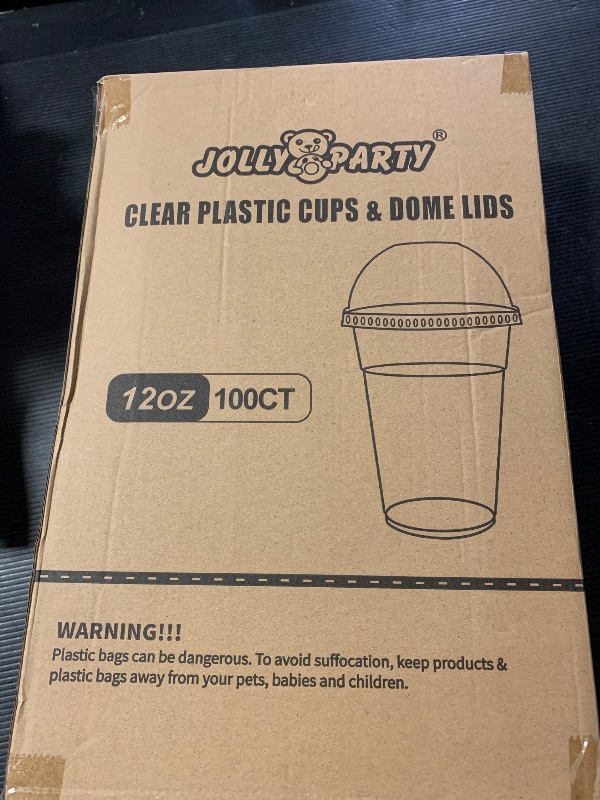 JOLLY PARTY®
CLEAR PLASTIC CUPS & DOME LIDS
12OZ 100CT
WARNING!!!
Plastic bags can be dangerous. To avoid suffocation, keep products &
plastic bags away from your pets, babies and children.